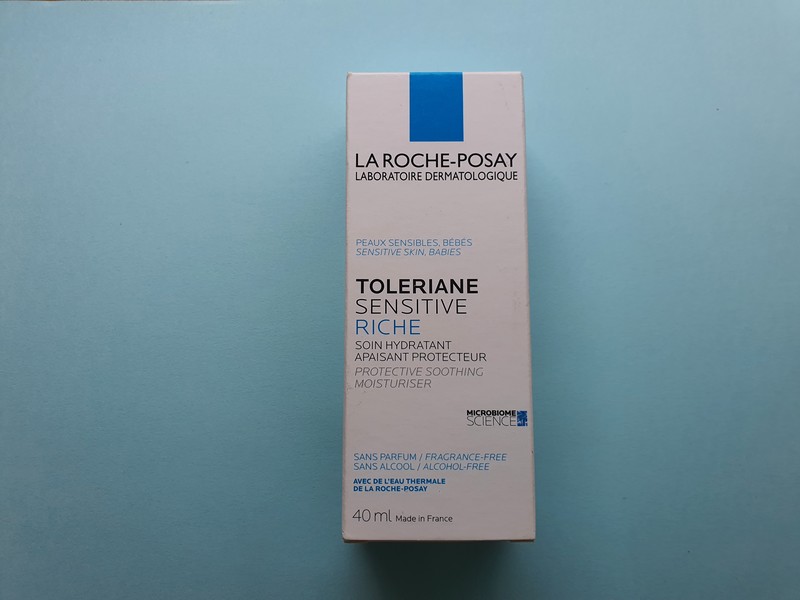 LA ROCHE-POSAY
LABORATOIRE DERMATOLOGIQUE
PEAUX SENSIBLES, BÉBÉS
SENSITIVE SKIN, BABIES
TOLERIANE
SENSITIVE
RICHE
SOIN HYDRATANT
APAISANT PROTECTEUR
PROTECTIVE SOOTHING
MOISTURISER
MICROBIOME
SCIENCE
SANS PARFUM / FRAGRANCE-FREE
SANS ALCOOL / ALCOHOL-FREE
AVEC DE L'EAU THERMALE
DE LA ROCHE-POSAY
40 ml Made in France